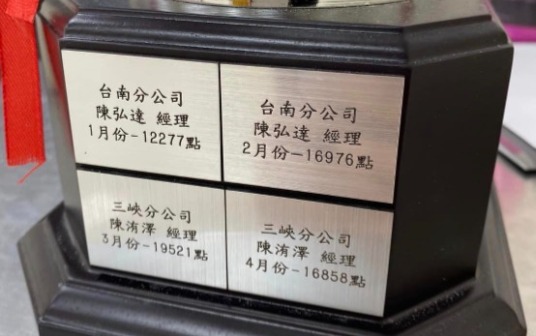 台南分公司
陳弘達 經理
1月份-12277點
台南分公司
陳弘達 經理
2月份-16976點
三峽分公司
陳洧澤 經理
3月份-19521點
三峽分公司
陳洧澤 經理
4月份-16858點